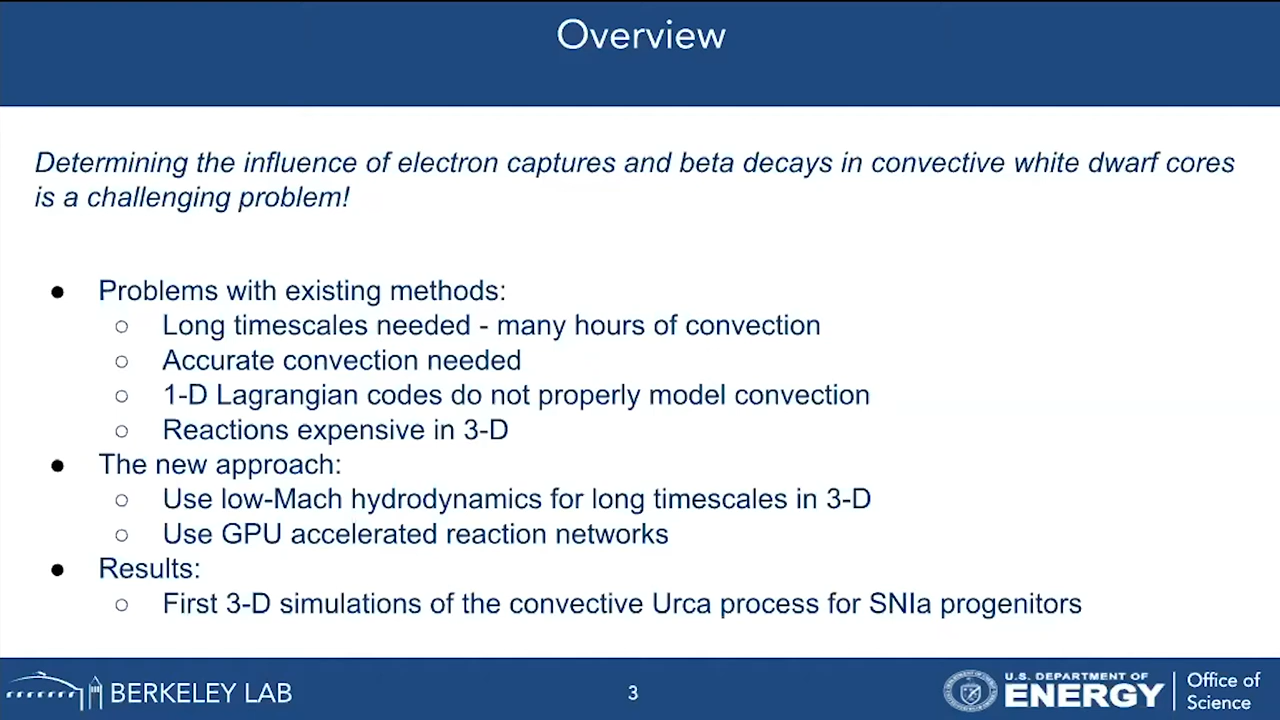 Overview
Determining the influence of electron captures and beta decays in convective white dwarf cores
is a challenging problem!
● Problems with existing methods:
○ Long timescales needed - many hours of convection
○ Accurate convection needed
○ 1-D Lagrangian codes do not properly model convection
○ Reactions expensive in 3-D
● The new approach:
○ Use low-Mach hydrodynamics for long timescales in 3-D
○ Use GPU accelerated reaction networks
● Results:
○ First 3-D simulations of the convective Urca process for SNIa progenitors
BERKELEY LAB
3
U.S. DEPARTMENT OF
ENERGY
Office of
Science